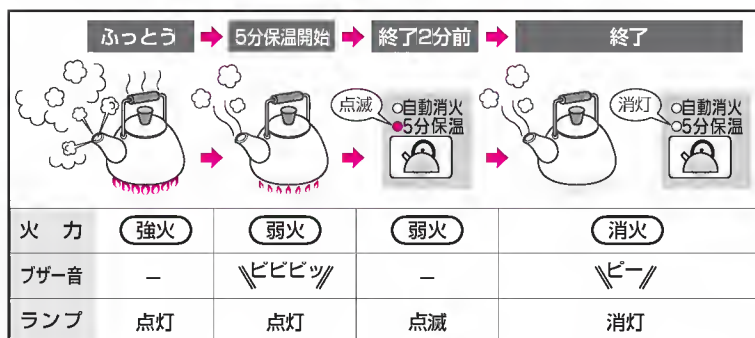 ふっとう 5分保温開始 終了2分前 終了
点滅
○自動消火
●5分保温
消灯
○自動消火
○5分保温
火力 強火 弱火 弱火 消火
ブザー音 – ビビビッ – ピー
ランプ 点灯 点灯 点滅 消灯